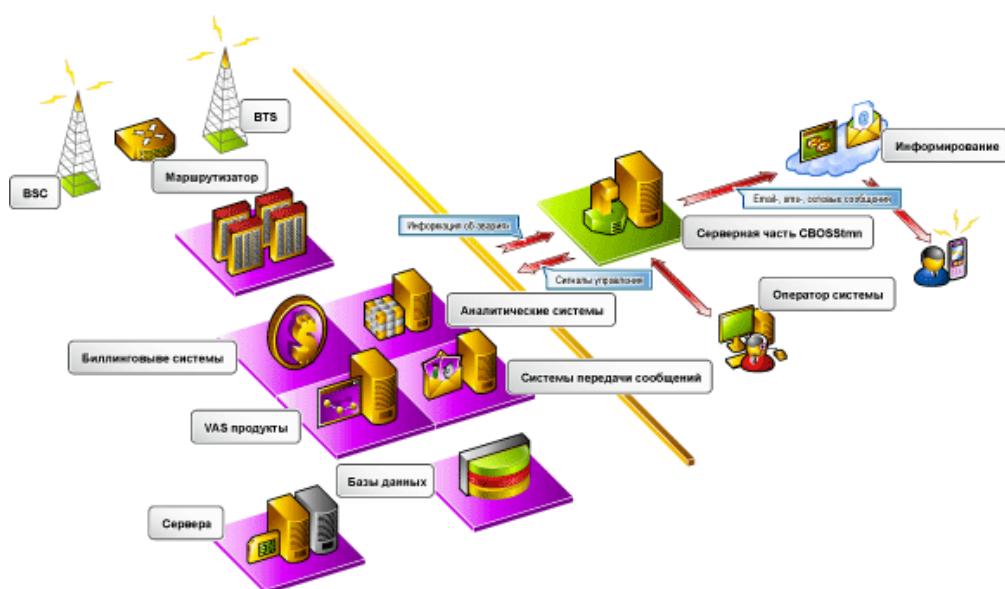 BTS
BSC
Маршрутизатор
Информирование
Email-, sms-, голосовые сообщения
Серверная часть CBOSStmn
Информация об авариях
Сигналы управления
Оператор системы
Аналитические системы
Биллинговыве системы
Системы передачи сообщений
VAS продукты
Базы данных
Сервера